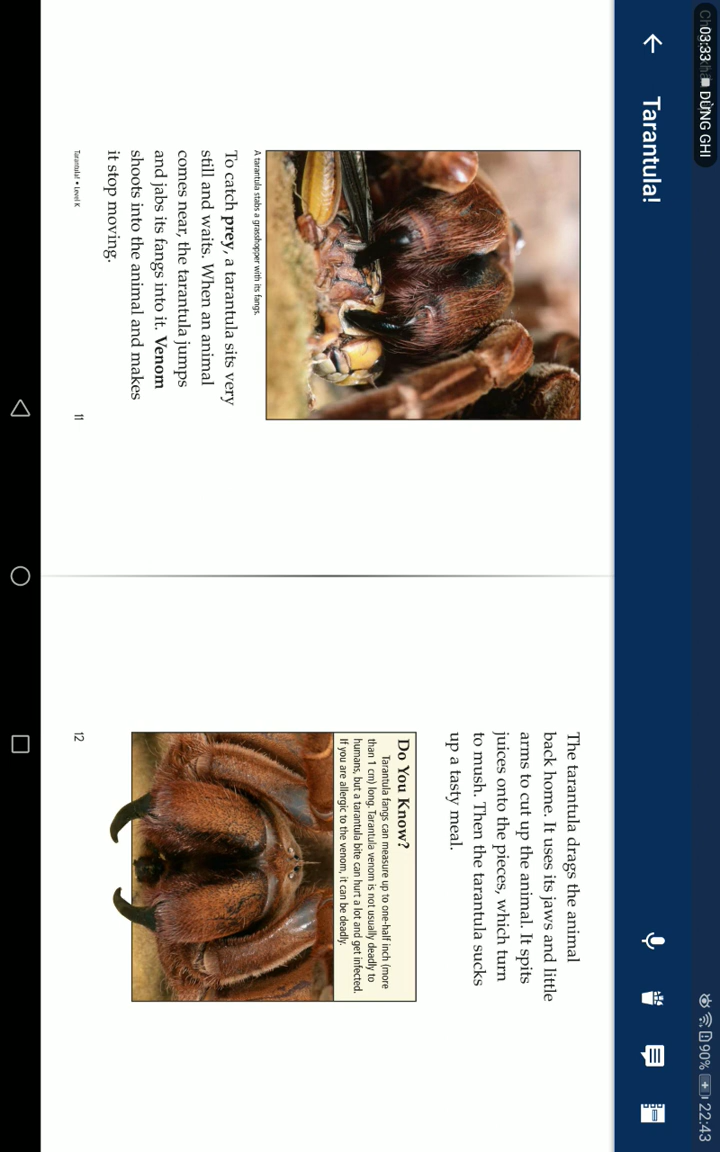 03:33 ■ DỪNG GHI
90% 22:43
Tarantula!
A tarantula stabs a grasshopper with its fangs.
To catch prey, a tarantula sits very
still and waits. When an animal
comes near, the tarantula jumps
and jabs its fangs into it. Venom
shoots into the animal and makes
it stop moving.
Tarantula! • Level K
11
The tarantula drags the animal
back home. It uses its jaws and little
arms to cut up the animal. It spits
juices onto the pieces, which turn
to mush. Then the tarantula sucks
up a tasty meal.
Do You Know?
Tarantula fangs can measure up to one-half inch (more
than 1 cm) long. Tarantula venom is not usually deadly to
humans, but a tarantula bite can hurt a lot and get infected.
If you are allergic to the venom, it can be deadly.
12